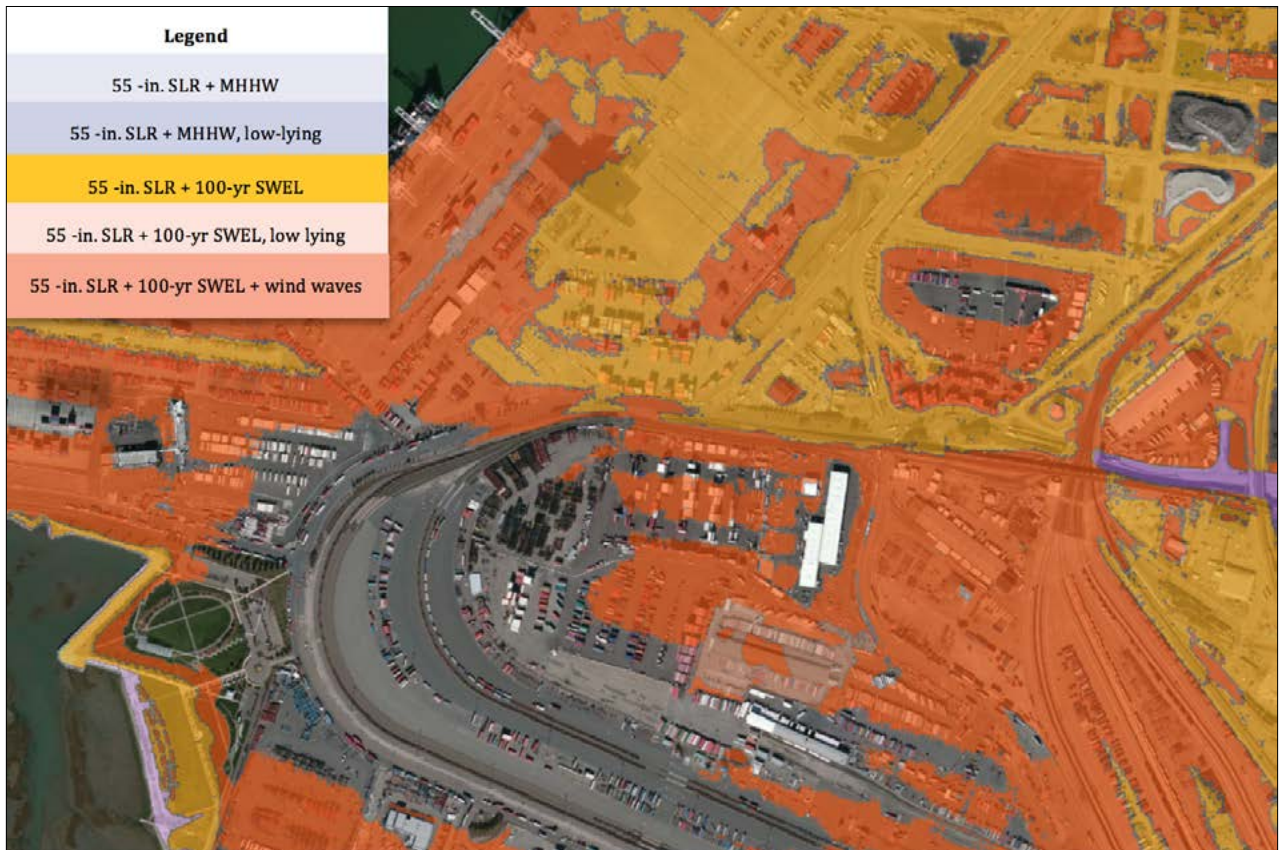 Legend
55 -in. SLR + MHHW
55 -in. SLR + MHHW, low-lying
55 -in. SLR + 100-yr SWEL
55 -in. SLR + 100-yr SWEL, low lying
55 -in. SLR + 100-yr SWEL + wind waves